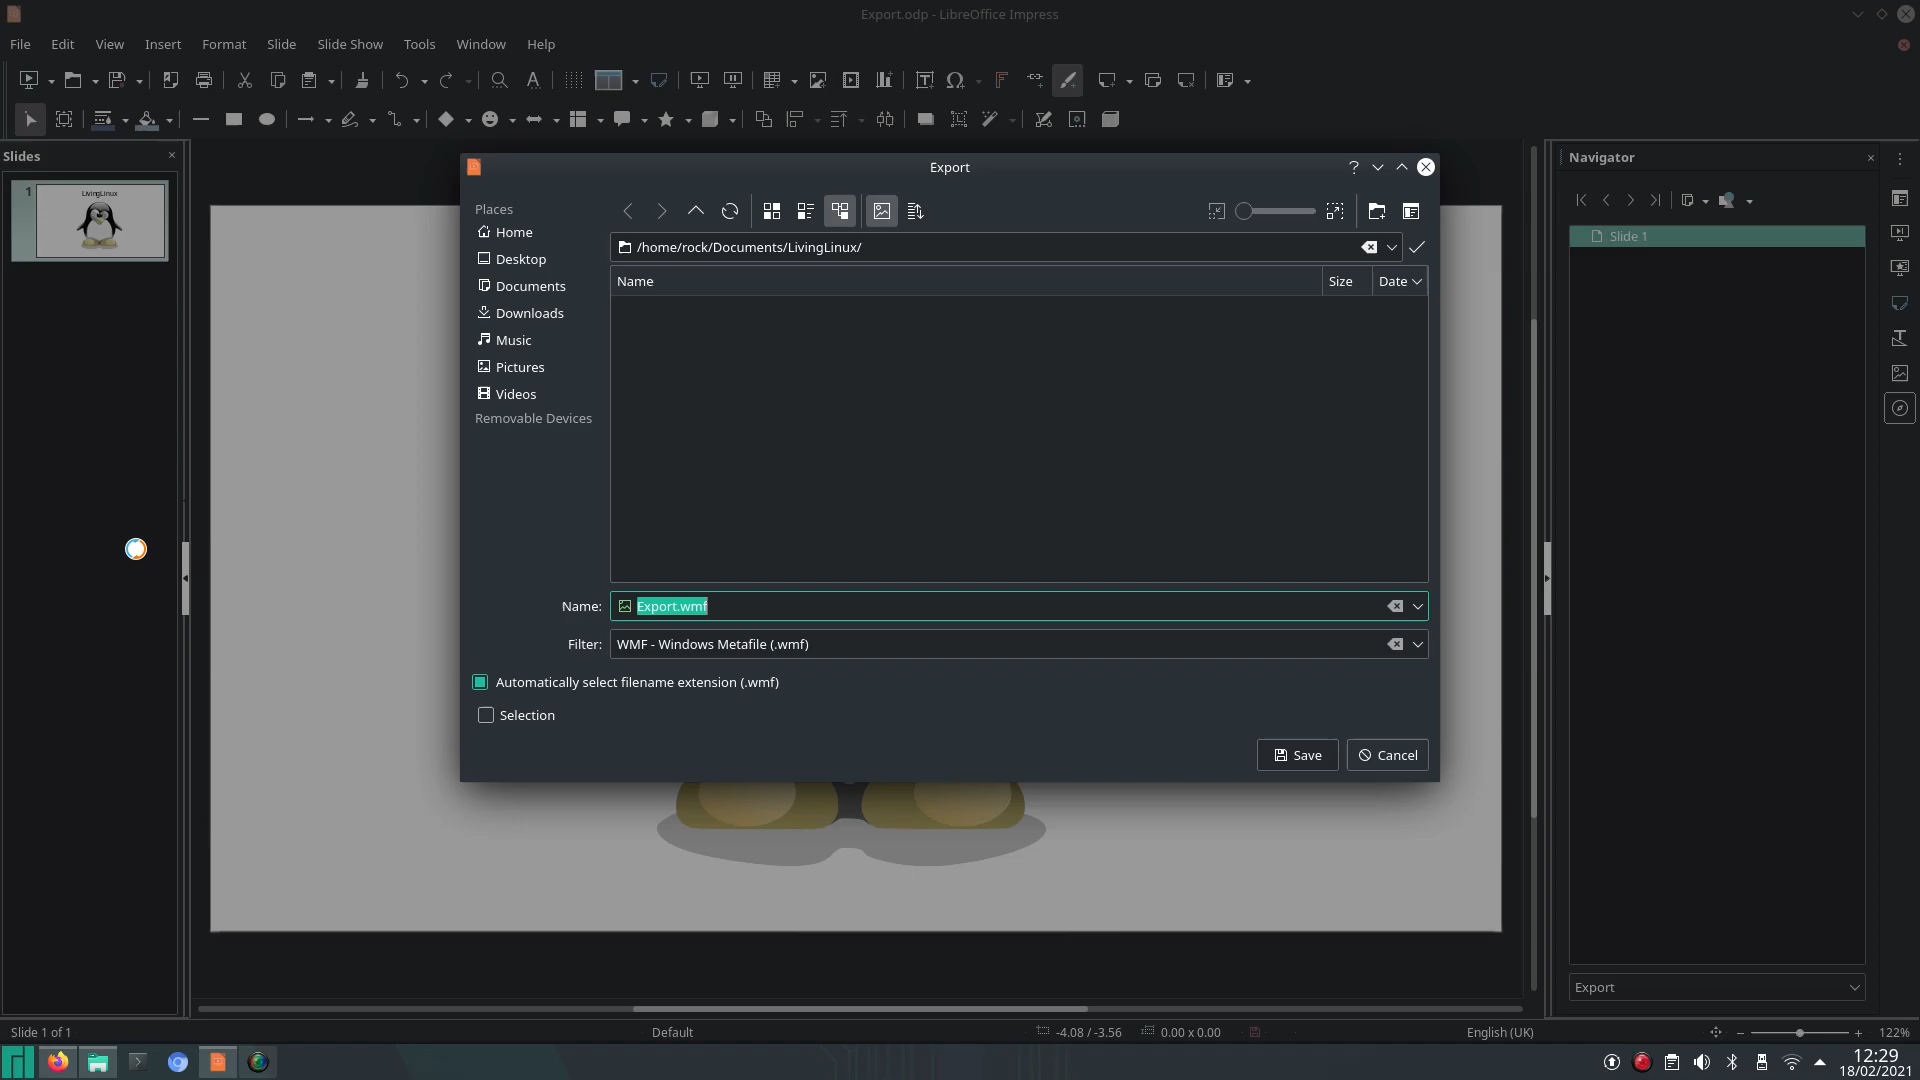 Export.odp - LibreOffice Impress
File Edit View Insert Format Slide Slide Show Tools Window Help
Slides
1
LivingLinux
Export
Navigator
Places
Home
Desktop
Documents
Downloads
Music
Pictures
Videos
Removable Devices
/home/rock/Documents/LivingLinux/
Name Size Date
Slide 1
Name: Export.wmf
Filter: WMF - Windows Metafile (.wmf)
Automatically select filename extension (.wmf)
Selection
Save Cancel
Export
Slide 1 of 1 Default -4.08 / -3.56 0.00 x 0.00 English (UK) 122%
12:29
18/02/2021